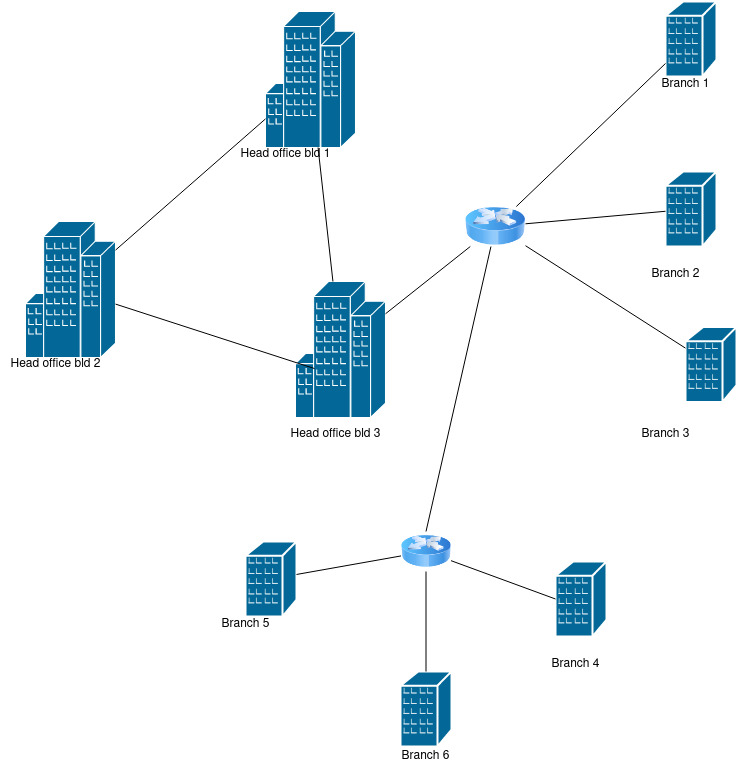 Branch 1
Head office bld 1
Branch 2
Head office bld 2
Head office bld 3
Branch 3
Branch 5
Branch 4
Branch 6